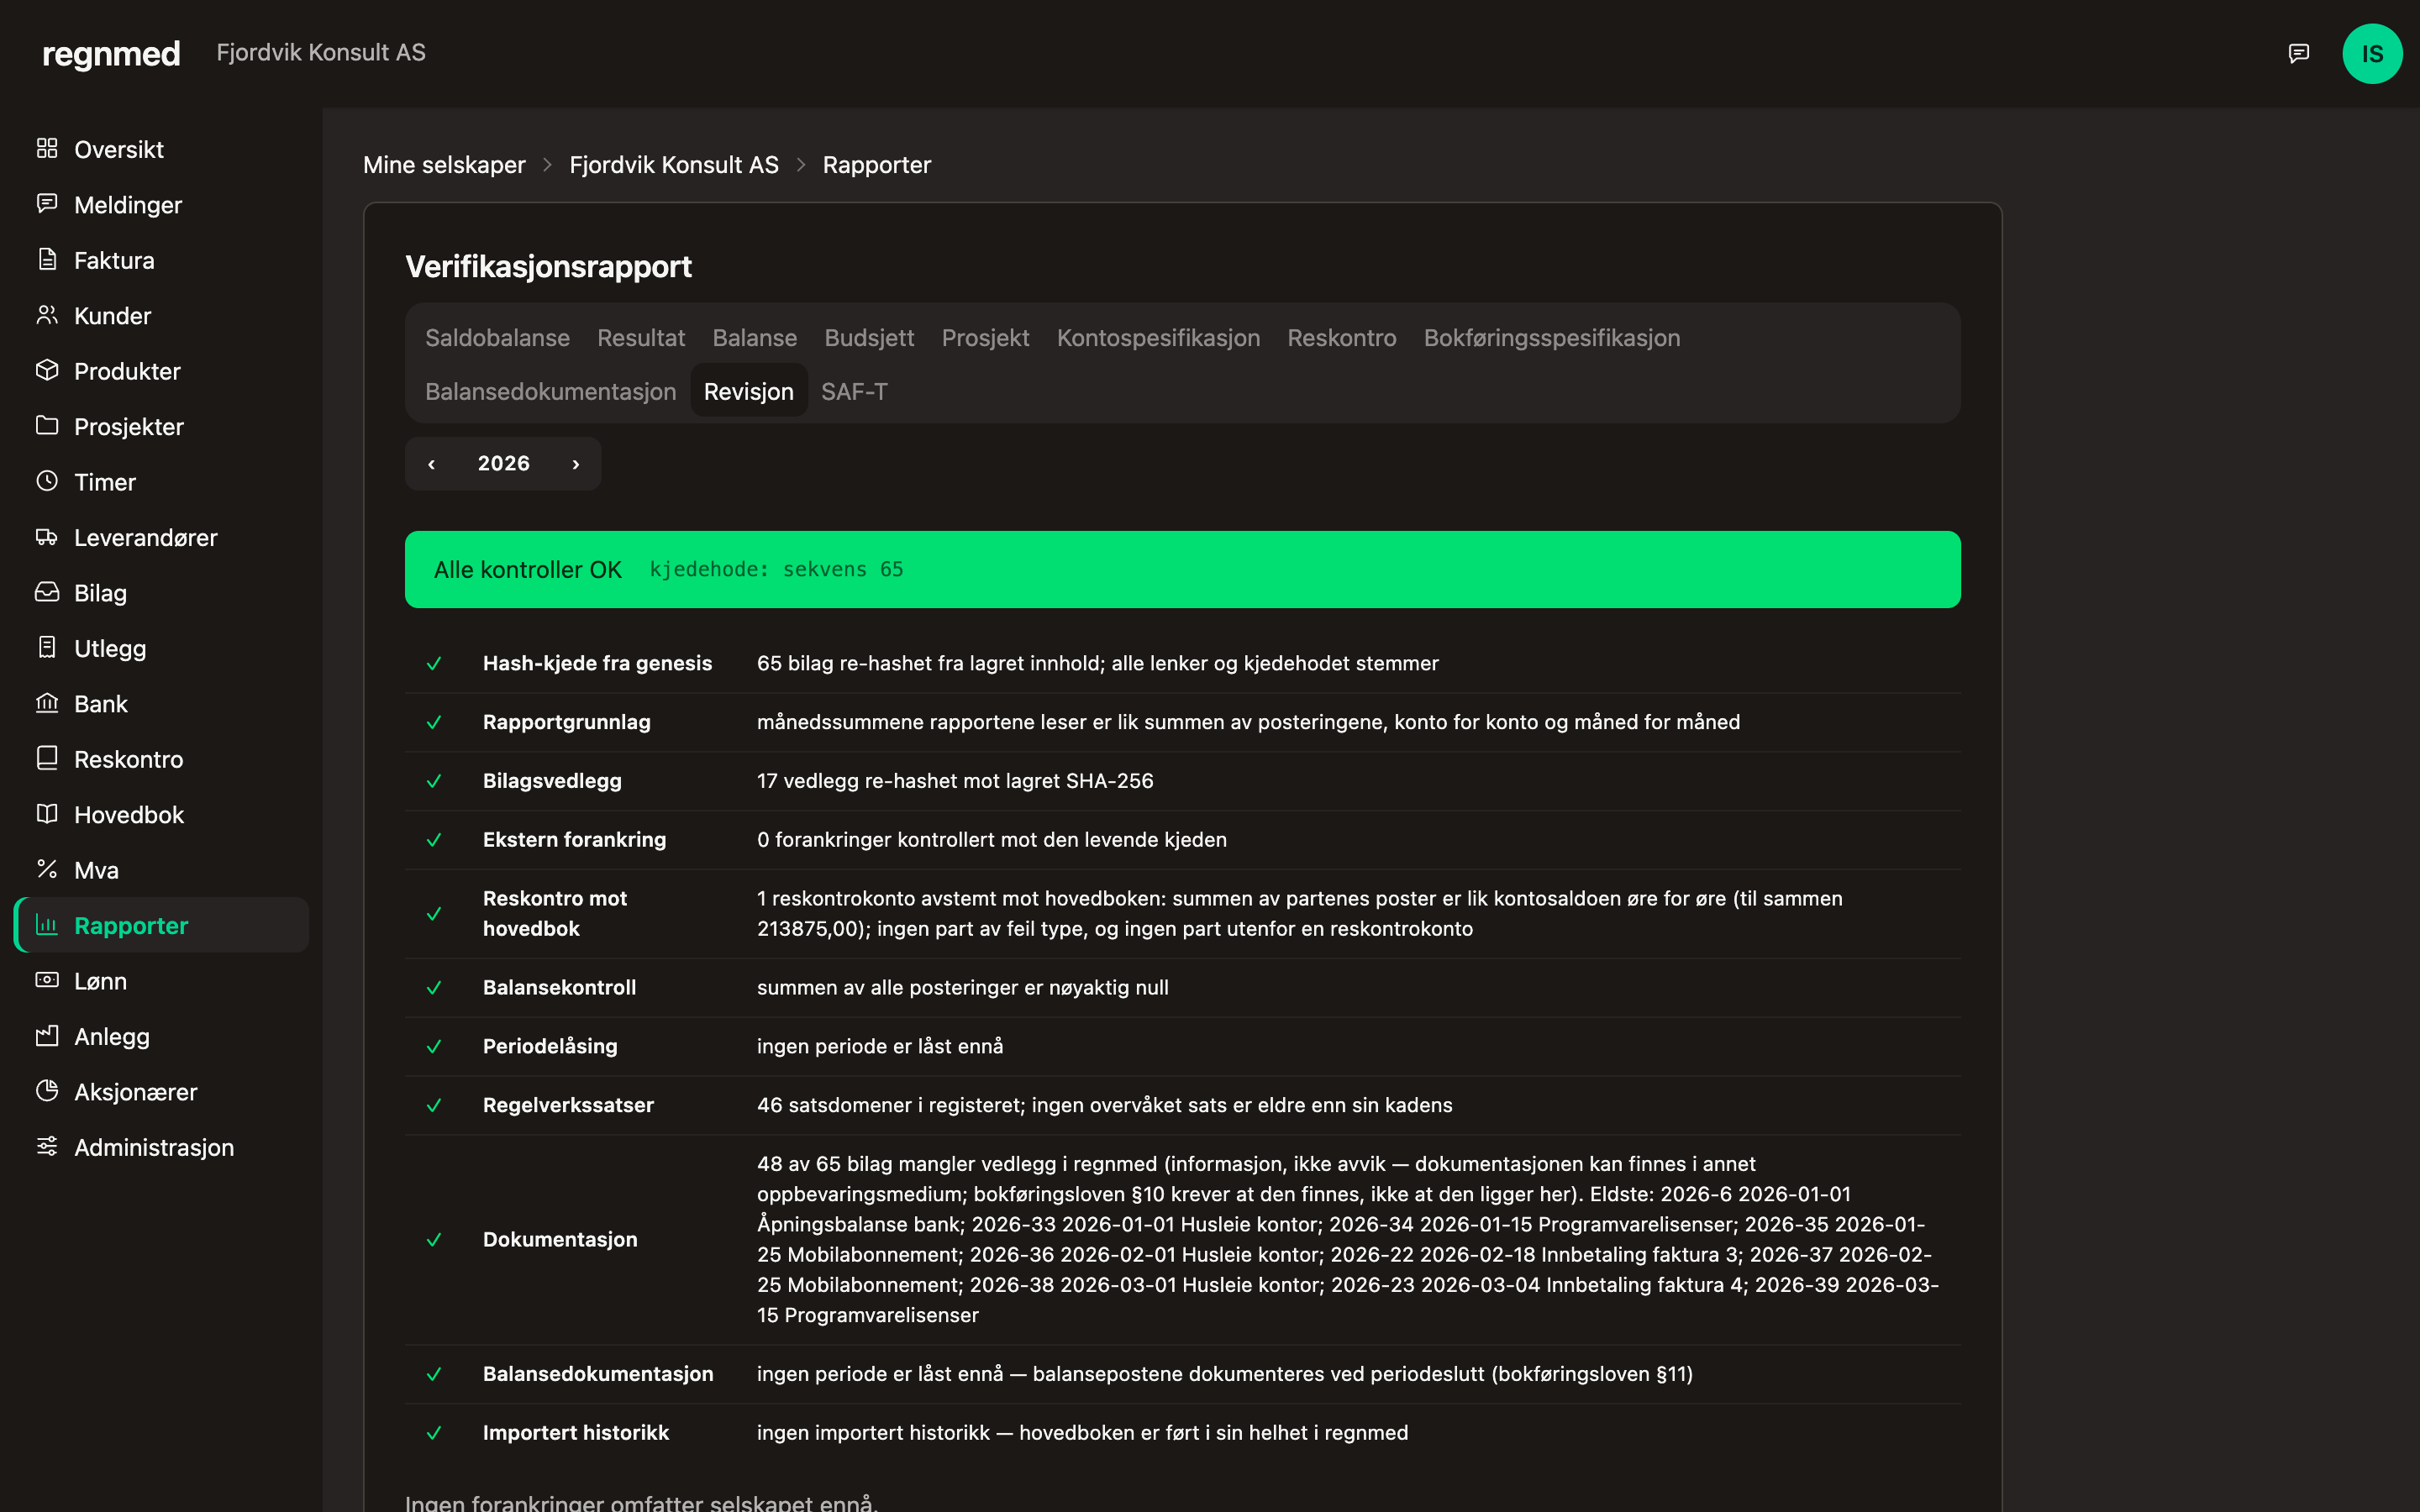 regnmed
Fjordvik Konsult AS
IS
Oversikt
Meldinger
Faktura
Kunder
Produkter
Prosjekter
Timer
Leverandører
Bilag
Utlegg
Bank
Reskontro
Hovedbok
Mva
Rapporter
Lønn
Anlegg
Aksjonærer
Administrasjon
Mine selskaper > Fjordvik Konsult AS > Rapporter
Verifikasjonsrapport
Saldobalanse Resultat Balanse Budsjett Prosjekt Kontospesifikasjon Reskontro Bokføringsspesifikasjon
Balansedokumentasjon Revisjon SAF-T
‹ 2026 ›
Alle kontroller OK kjedehode: sekvens 65
Hash-kjede fra genesis 65 bilag re-hashet fra lagret innhold; alle lenker og kjedehodet stemmer
Rapportgrunnlag månedssummene rapportene leser er lik summen av posteringene, konto for konto og måned for måned
Bilagsvedlegg 17 vedlegg re-hashet mot lagret SHA-256
Ekstern forankring 0 forankringer kontrollert mot den levende kjeden
Reskontro mot
hovedbok
1 reskontrokonto avstemt mot hovedboken: summen av partenes poster er lik kontosaldoen øre for øre (til sammen
213875,00); ingen part av feil type, og ingen part utenfor en reskontrokonto
Balansekontroll summen av alle posteringer er nøyaktig null
Periodelåsing ingen periode er låst ennå
Regelverkssatser 46 satsdomener i registeret; ingen overvåket sats er eldre enn sin kadens
Dokumentasjon
48 av 65 bilag mangler vedlegg i regnmed (informasjon, ikke avvik — dokumentasjonen kan finnes i annet
oppbevaringsmedium; bokføringsloven §10 krever at den finnes, ikke at den ligger her). Eldste: 2026-6 2026-01-01
Åpningsbalanse bank; 2026-33 2026-01-01 Husleie kontor; 2026-34 2026-01-15 Programvarelisenser; 2026-35 2026-01-
25 Mobilabonnement; 2026-36 2026-02-01 Husleie kontor; 2026-22 2026-02-18 Innbetaling faktura 3; 2026-37 2026-02-
25 Mobilabonnement; 2026-38 2026-03-01 Husleie kontor; 2026-23 2026-03-04 Innbetaling faktura 4; 2026-39 2026-03-
15 Programvarelisenser
Balansedokumentasjon ingen periode er låst ennå — balansepostene dokumenteres ved periodeslutt (bokføringsloven §11)
Importert historikk ingen importert historikk — hovedboken er ført i sin helhet i regnmed
Ingen forankringer omfatter selskapet ennå.